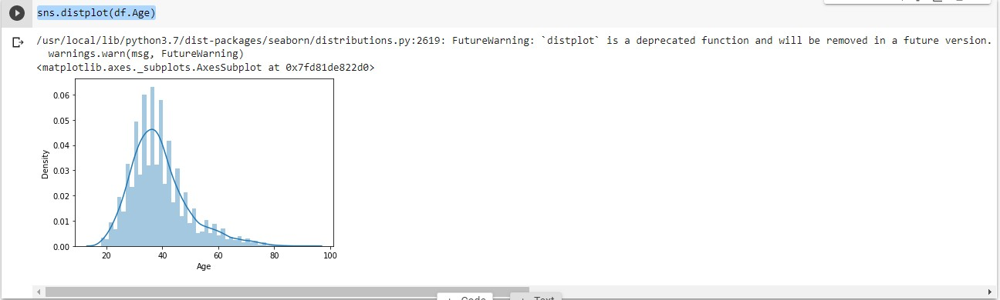 sns.distplot(df.Age)
/usr/local/lib/python3.7/dist-packages/seaborn/distributions.py:2619: FutureWarning: `distplot` is a deprecated function and will be removed in a future version.
warnings.warn(msg, FutureWarning)
<matplotlib.axes._subplots.AxesSubplot at 0x7fd81de822d0>
0.06
0.05
0.04
0.03
0.02
0.01
0.00
Density
20 40 60 80 100
Age
+ Code + Text